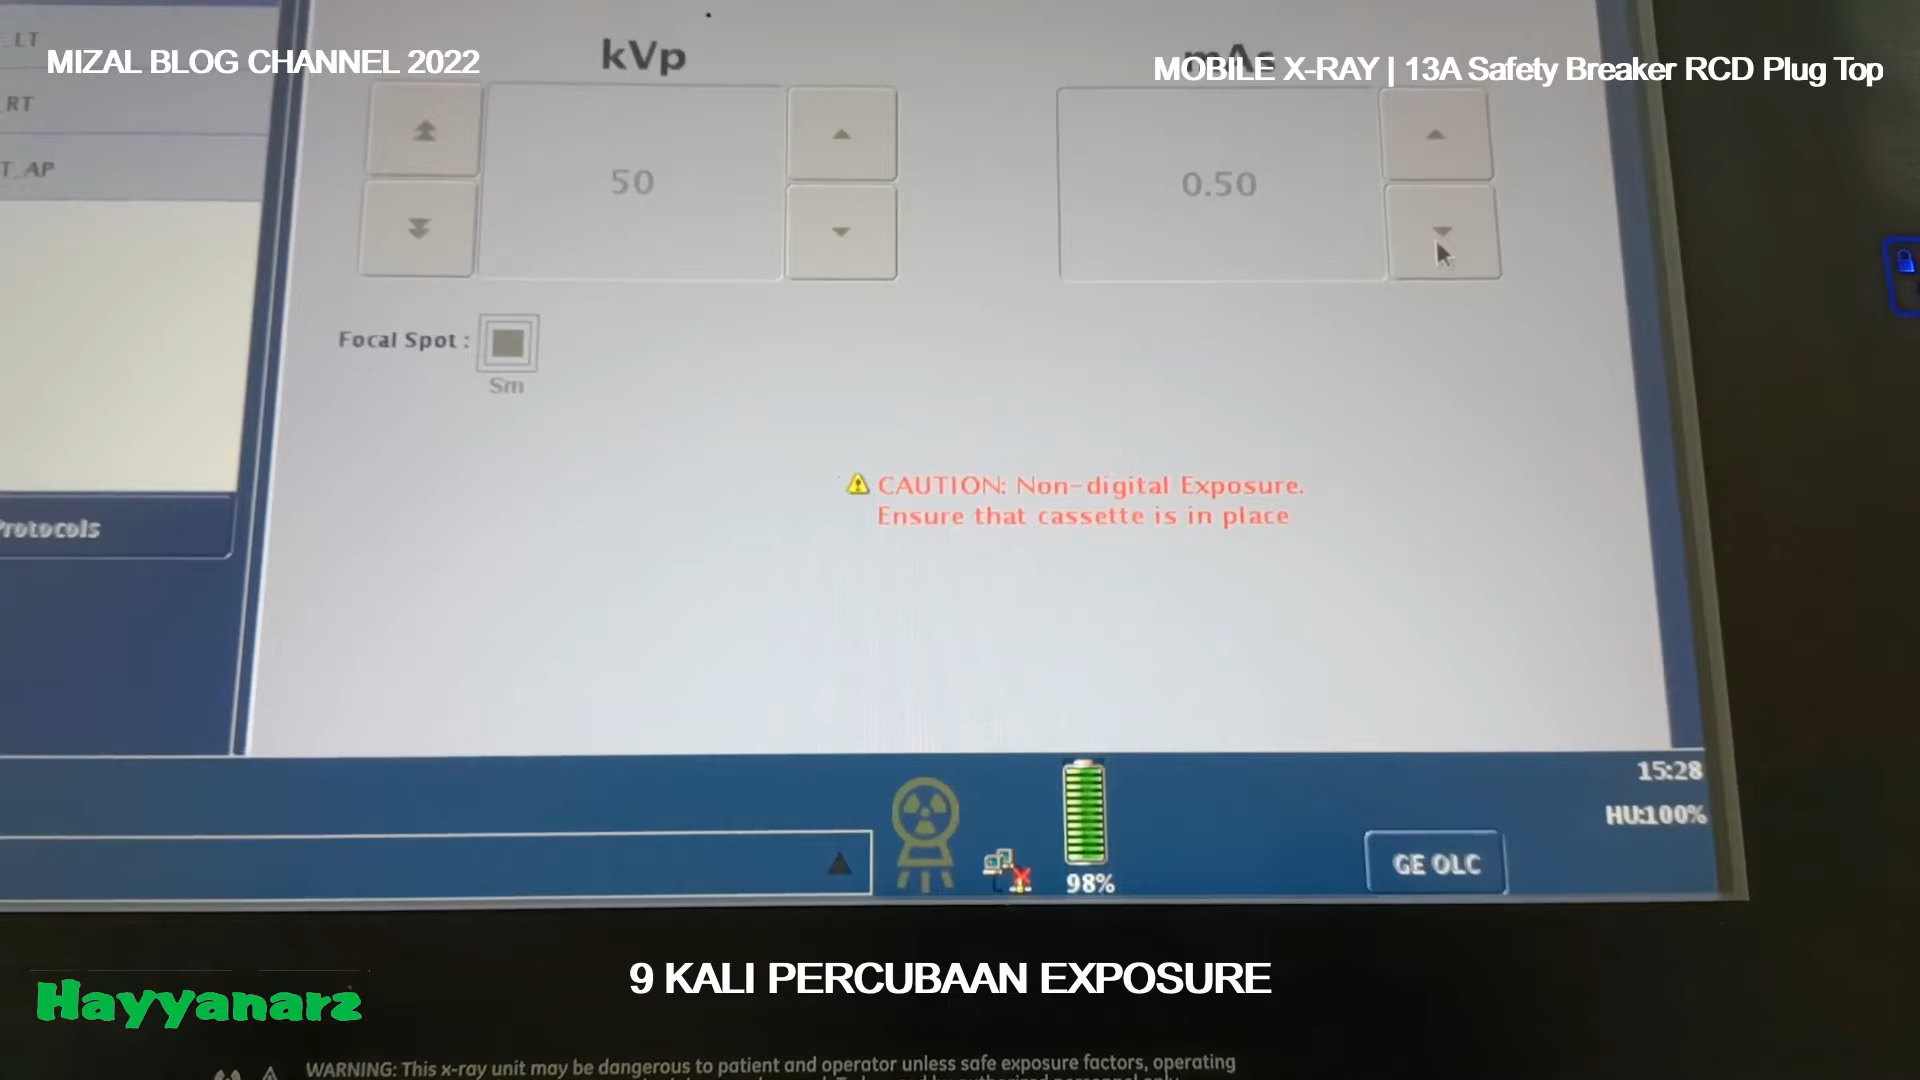 MIZAL BLOG CHANNEL 2022
MOBILE X-RAY | 13A Safety Breaker RCD Plug Top
kVp
mAs
LT
RT
T_AP
50
0.50
Focal Spot :
Sm
CAUTION: Non-digital Exposure.
Ensure that cassette is in place
Protocols
15:28
HU:100%
98%
GE OLC
9 KALI PERCUBAAN EXPOSURE
Hayyanarz
WARNING: This x-ray unit may be dangerous to patient and operator unless safe exposure factors, operating